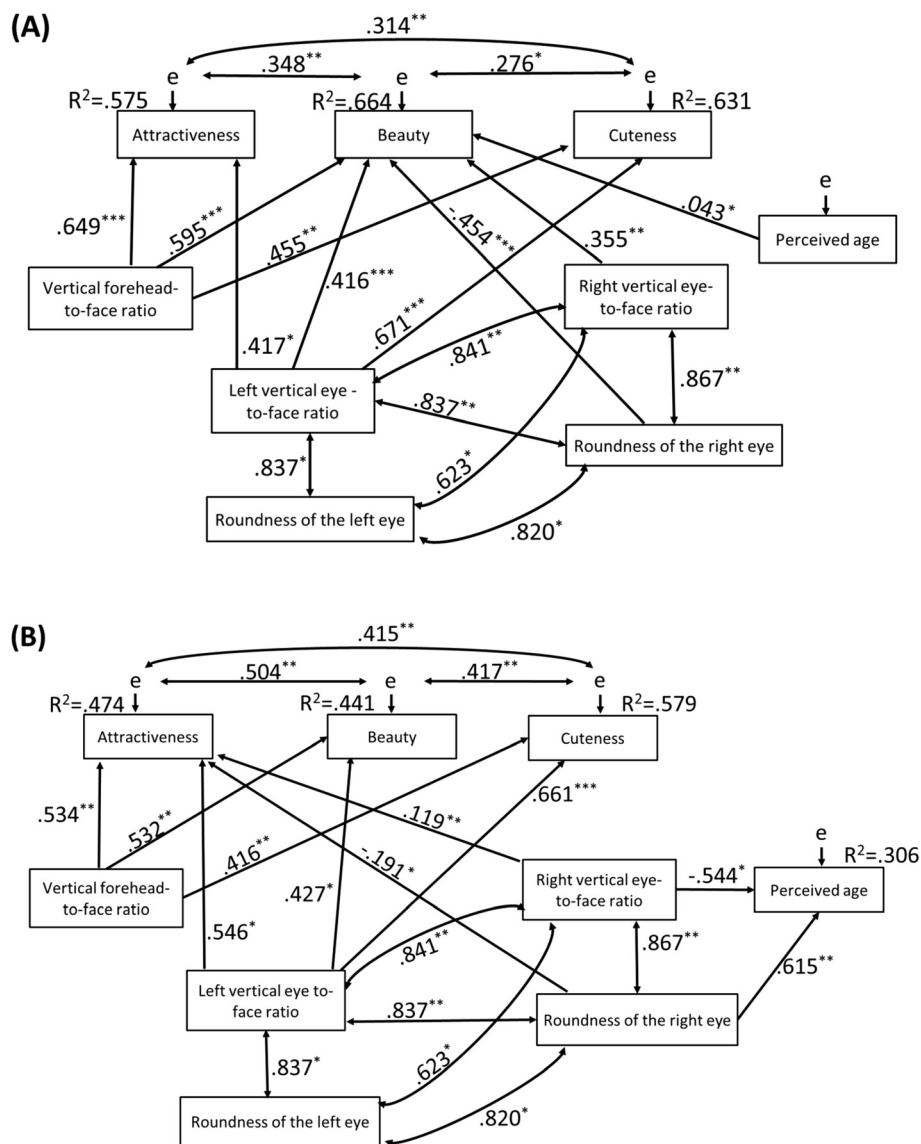 (A)
.314**
.348**
.276*
e
e
e
R²=.575
R²=.664
R²=.631
Attractiveness
Beauty
Cuteness
e
.043*
Perceived age
.649***
.595***
.455**
-.454***
.355**
Vertical forehead-
to-face ratio
.416***
.671***
Right vertical eye-
to-face ratio
.417*
.841**
.867**
Left vertical eye -
to-face ratio
.837**
Roundness of the right eye
.837*
.623*
Roundness of the left eye
.820*
(B)
.415**
.504**
.417**
e
e
e
R²=.474
R²=.441
R²=.579
Attractiveness
Beauty
Cuteness
.661***
.534**
.532**
.416**
.119**
-.191*
e
R²=.306
Vertical forehead-
to-face ratio
Right vertical eye-
to-face ratio
-.544*
Perceived age
.546*
.427*
.841**
.867**
.615**
Left vertical eye to-
face ratio
.837**
Roundness of the right eye
.837*
.623*
Roundness of the left eye
.820*